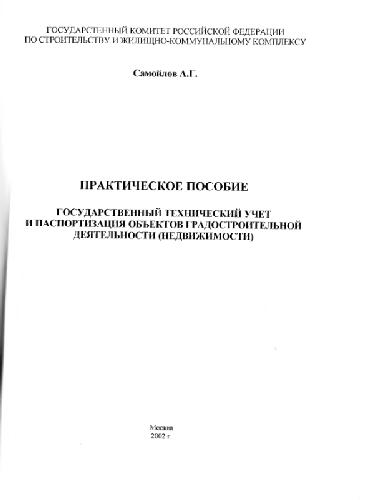 ГОСУДАРСТВЕННЫЙ КОМИТЕТ РОССИЙСКОЙ ФЕДЕРАЦИИ
ПО СТРОИТЕЛЬСТВУ И ЖИЛИЩНО-КОММУНАЛЬНОМУ КОМПЛЕКСУ
Самойлов А.Г.
ПРАКТИЧЕСКОЕ ПОСОБИЕ
ГОСУДАРСТВЕННЫЙ ТЕХНИЧЕСКИЙ УЧЕТ
И ПАСПОРТИЗАЦИЯ ОБЪЕКТОВ ГРАДОСТРОИТЕЛЬНОЙ
ДЕЯТЕЛЬНОСТИ (НЕДВИЖИМОСТИ)
Москва
2002 г